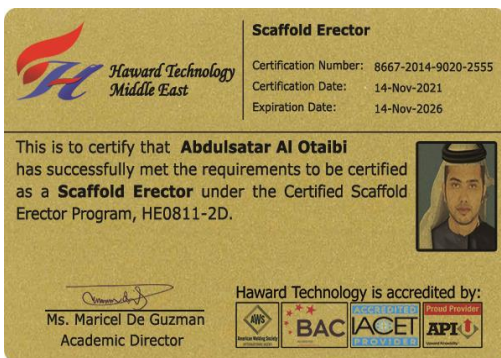 Haward Technology
Middle East
Scaffold Erector
Certification Number: 8667-2014-9020-2555
Certification Date: 14-Nov-2021
Expiration Date: 14-Nov-2026
This is to certify that Abdulsatar Al Otaibi
has successfully met the requirements to be certified
as a Scaffold Erector under the Certified Scaffold
Erector Program, HE0811-2D.
Ms. Maricel De Guzman
Academic Director
Haward Technology is accredited by:
AWS
American Welding Society
BAC
ACCREDITED
IACET
PROVIDER
Proud Provider
API